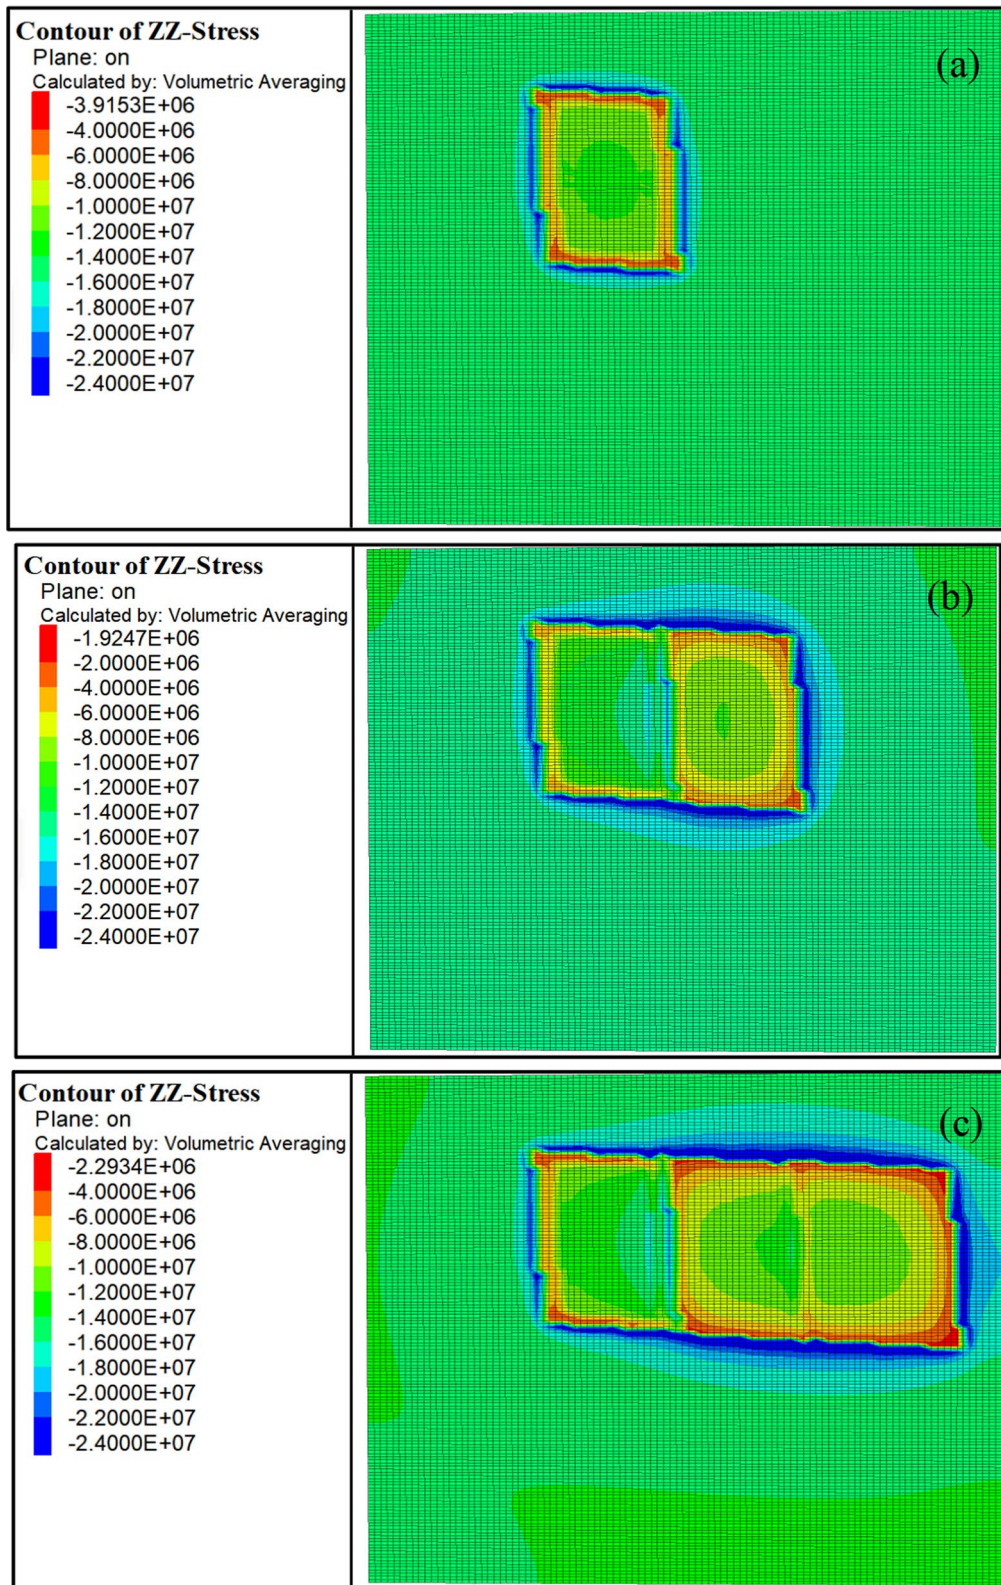 Contour of ZZ-Stress
Plane: on
Calculated by: Volumetric Averaging
-3.9153E+06
-4.0000E+06
-6.0000E+06
-8.0000E+06
-1.0000E+07
-1.2000E+07
-1.4000E+07
-1.6000E+07
-1.8000E+07
-2.0000E+07
-2.2000E+07
-2.4000E+07
(a)
Contour of ZZ-Stress
Plane: on
Calculated by: Volumetric Averaging
-1.9247E+06
-2.0000E+06
-4.0000E+06
-6.0000E+06
-8.0000E+06
-1.0000E+07
-1.2000E+07
-1.4000E+07
-1.6000E+07
-1.8000E+07
-2.0000E+07
-2.2000E+07
-2.4000E+07
(b)
Contour of ZZ-Stress
Plane: on
Calculated by: Volumetric Averaging
-2.2934E+06
-4.0000E+06
-6.0000E+06
-8.0000E+06
-1.0000E+07
-1.2000E+07
-1.4000E+07
-1.6000E+07
-1.8000E+07
-2.0000E+07
-2.2000E+07
-2.4000E+07
(c)